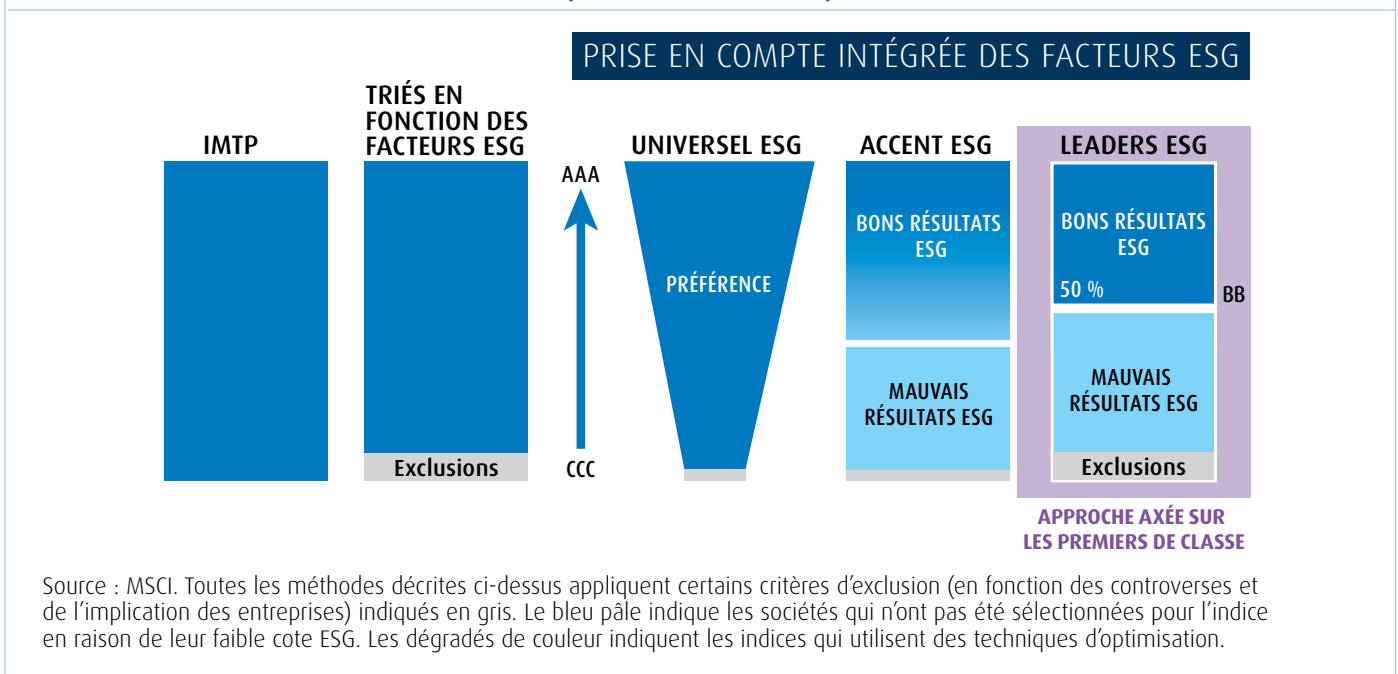 PRISE EN COMPTE INTÉGRÉE DES FACTEURS ESG
IMTP
TRIÉS EN
FONCTION DES
FACTEURS ESG
Exclusions
AAA
CCC
UNIVERSEL ESG
PRÉFÉRENCE
ACCENT ESG
BONS RÉSULTATS
ESG
MAUVAIS
RÉSULTATS ESG
LEADERS ESG
BONS RÉSULTATS
ESG
50 %
BB
MAUVAIS
RÉSULTATS ESG
Exclusions
APPROCHE AXÉE SUR
LES PREMIERS DE CLASSE
Source : MSCI. Toutes les méthodes décrites ci-dessus appliquent certains critères d’exclusion (en fonction des controverses et
de l’implication des entreprises) indiqués en gris. Le bleu pâle indique les sociétés qui n’ont pas été sélectionnées pour l’indice
en raison de leur faible cote ESG. Les dégradés de couleur indiquent les indices qui utilisent des techniques d’optimisation.